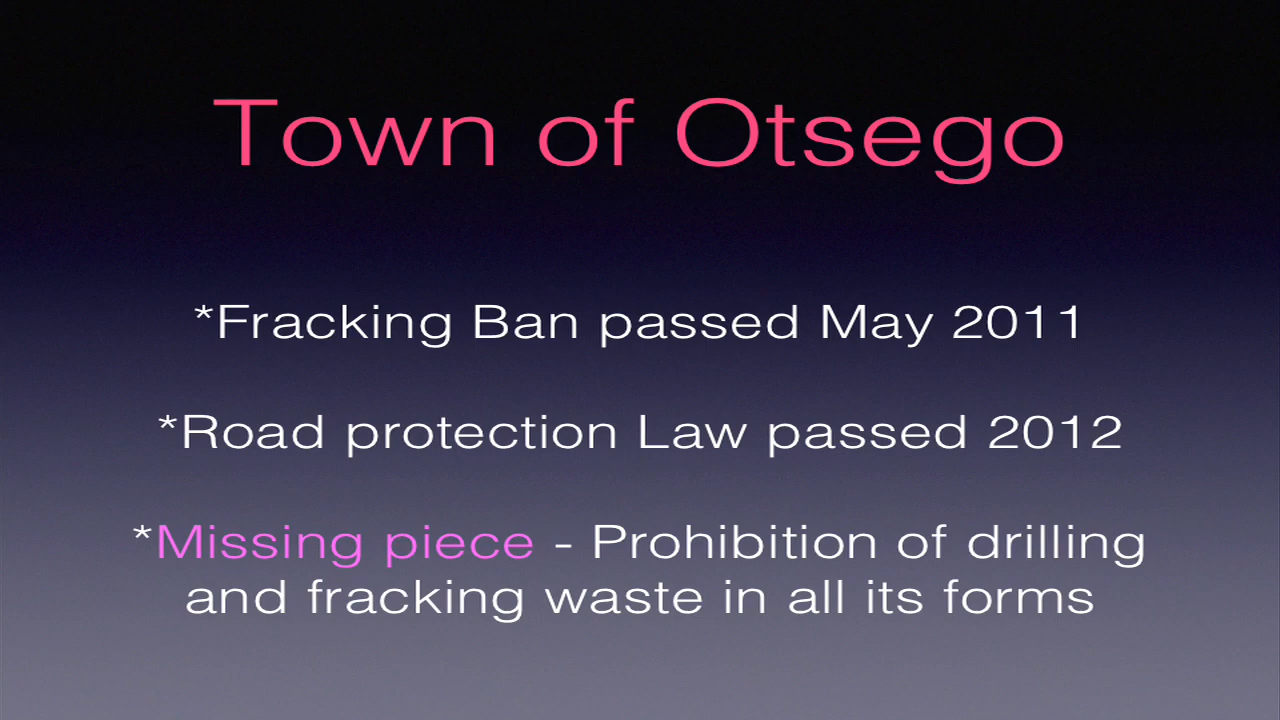 Town of Otsego
*Fracking Ban passed May 2011
*Road protection Law passed 2012
*Missing piece - Prohibition of drilling
and fracking waste in all its forms